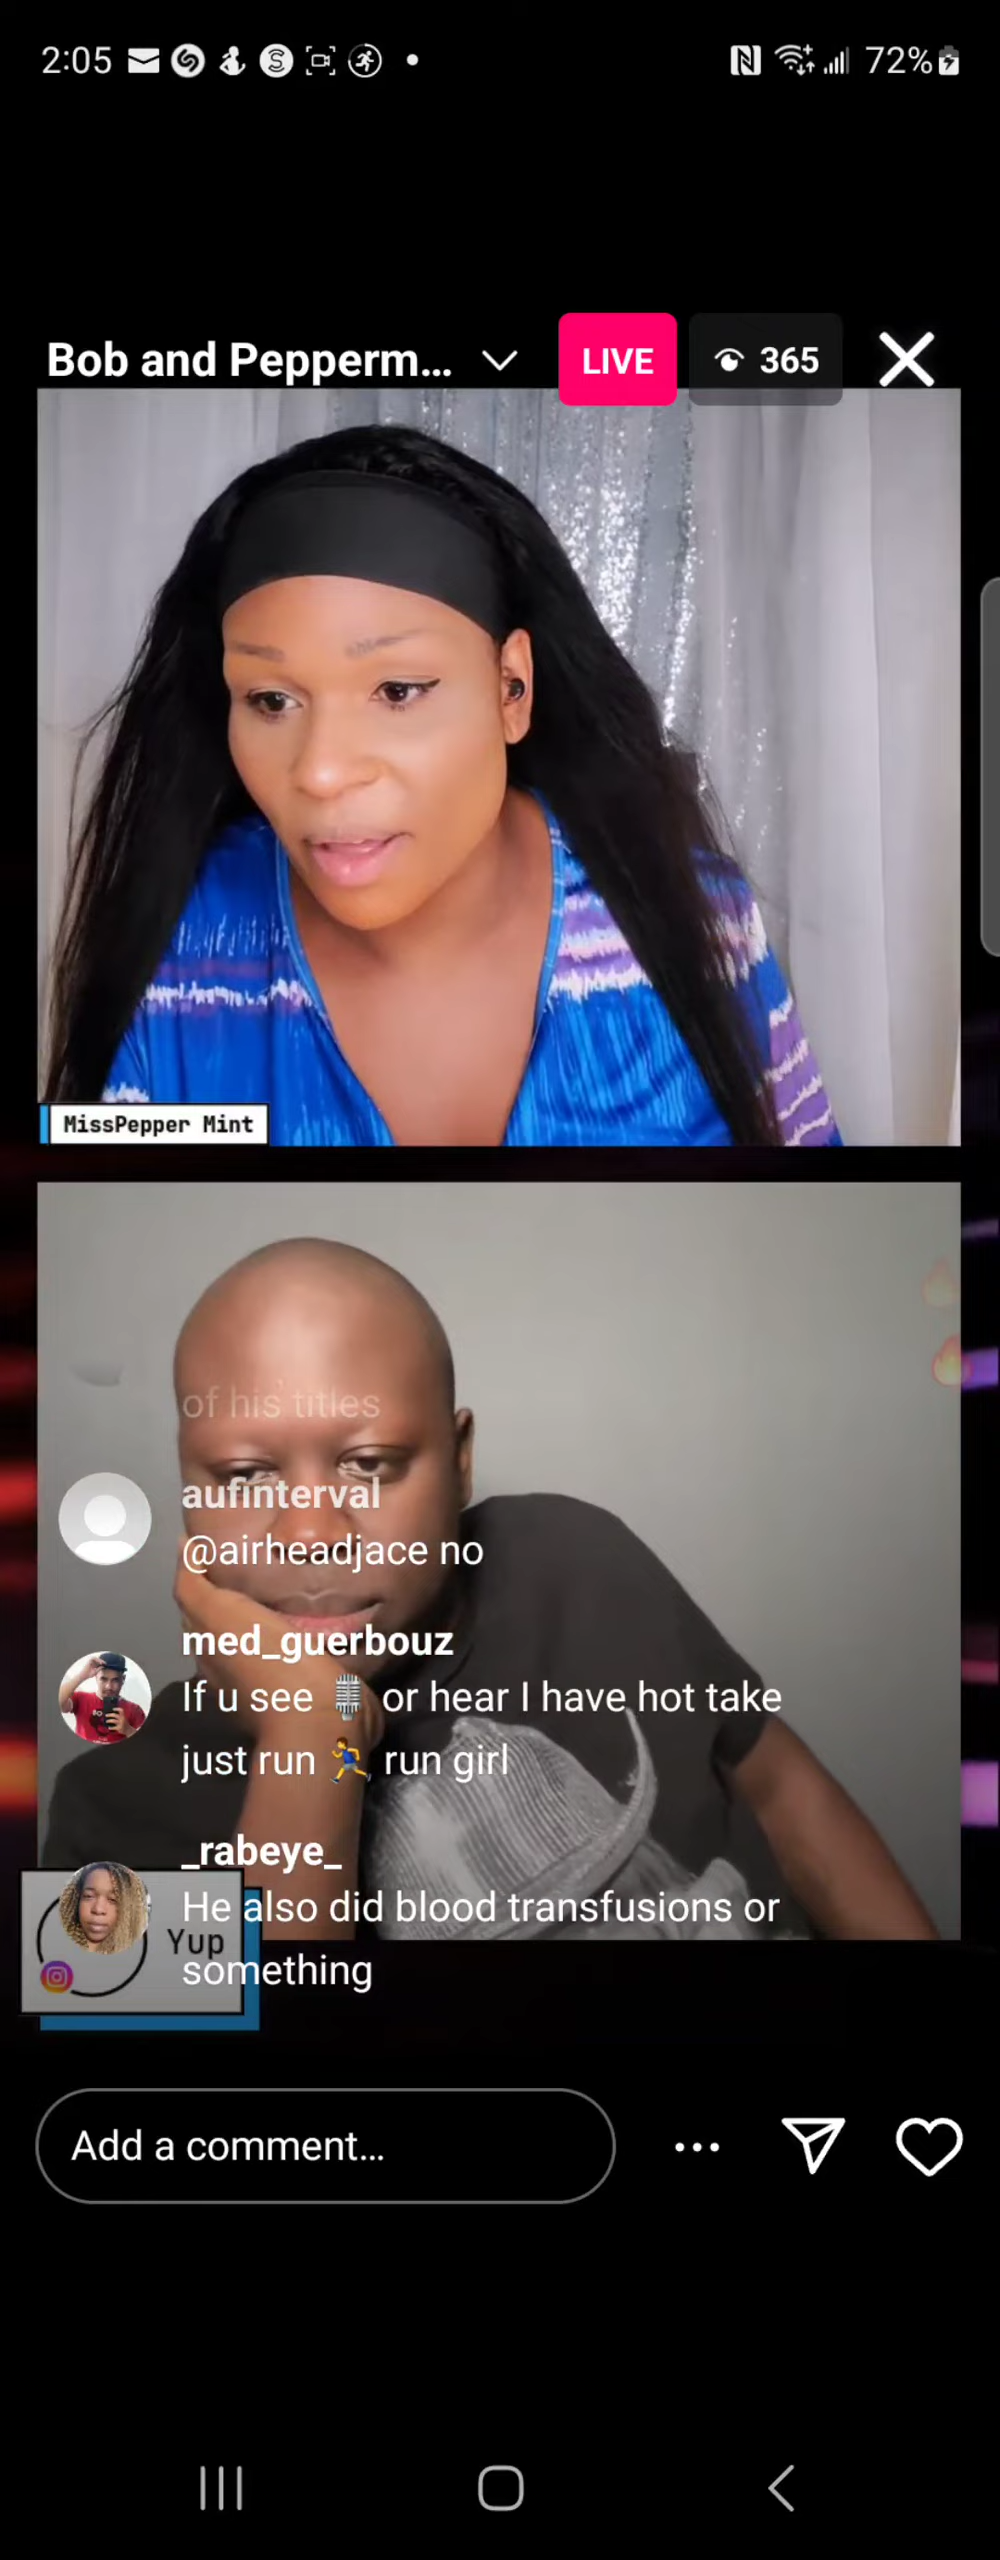 2:05
72%
Bob and Pepperm...
LIVE
365
MissPepper Mint
of his titles
aufinterval
@airheadjace no
med_guerbouz
If u see 🎙️ or hear I have hot take
just run 🏃 run girl
_rabeye_
He also did blood transfusions or
something
Yup
Add a comment...